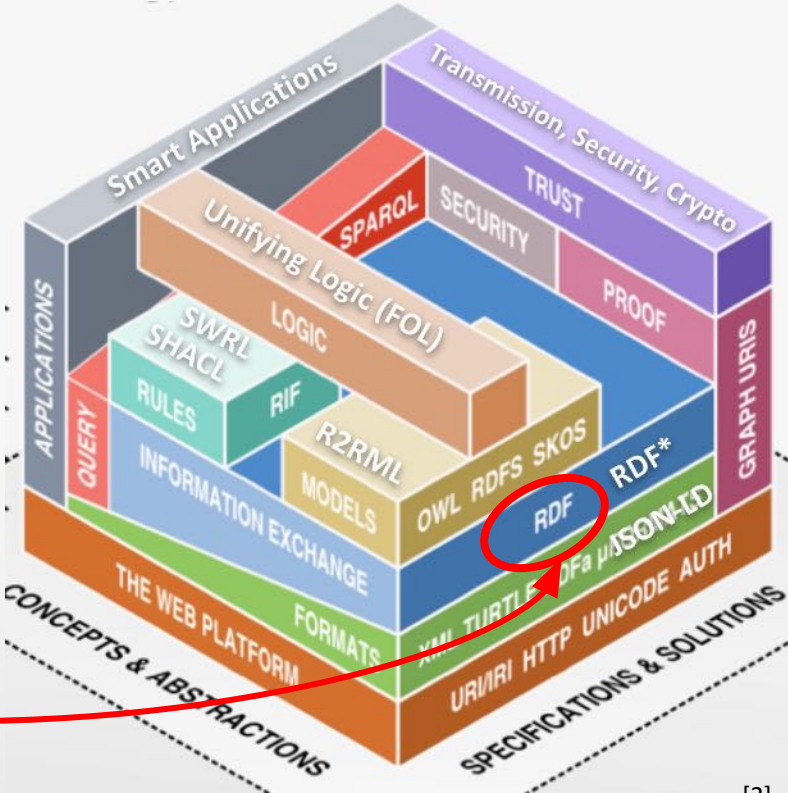 Smart Applications
Transmission, Security, Crypto
TRUST
SPARQL
SECURITY
PROOF
Unifying Logic (FOL)
LOGIC
APPLICATIONS
SWRL
SHACL
RULES
RIF
QUERY
R2RML
MODELS
OWL RDFS SKOS
GRAPH URIS
INFORMATION EXCHANGE
RDF
RDF*
FORMATS
XML TURTLE
JSON-LD
THE WEB PLATFORM
URI/IRI HTTP UNICODE AUTH
CONCEPTS & ABSTRACTIONS
SPECIFICATIONS & SOLUTIONS